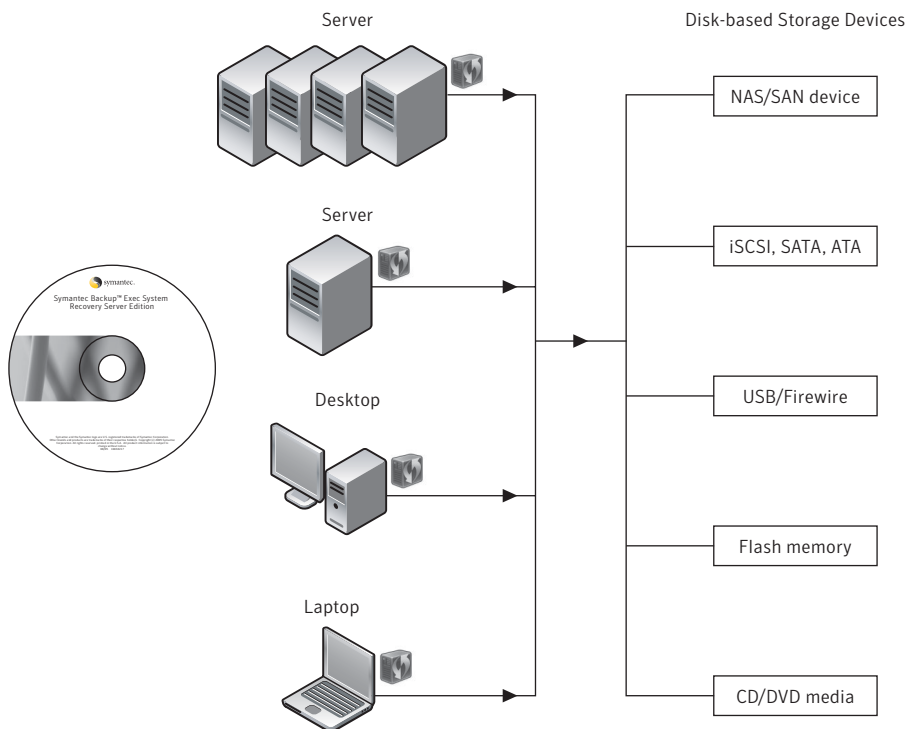 Server
Disk-based Storage Devices
NAS/SAN device
Server
iSCSI, SATA, ATA
symantec.
Symantec Backup™ Exec System
Recovery Server Edition
Desktop
USB/Firewire
Flash memory
Laptop
CD/DVD media